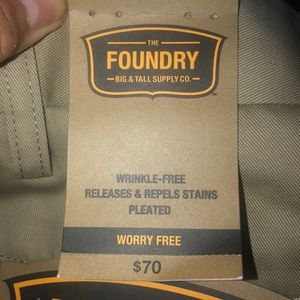 THE
FOUNDRY
BIG & TALL SUPPLY CO.
WRINKLE-FREE
RELEASES & REPELS STAINS
PLEATED
WORRY FREE
$70